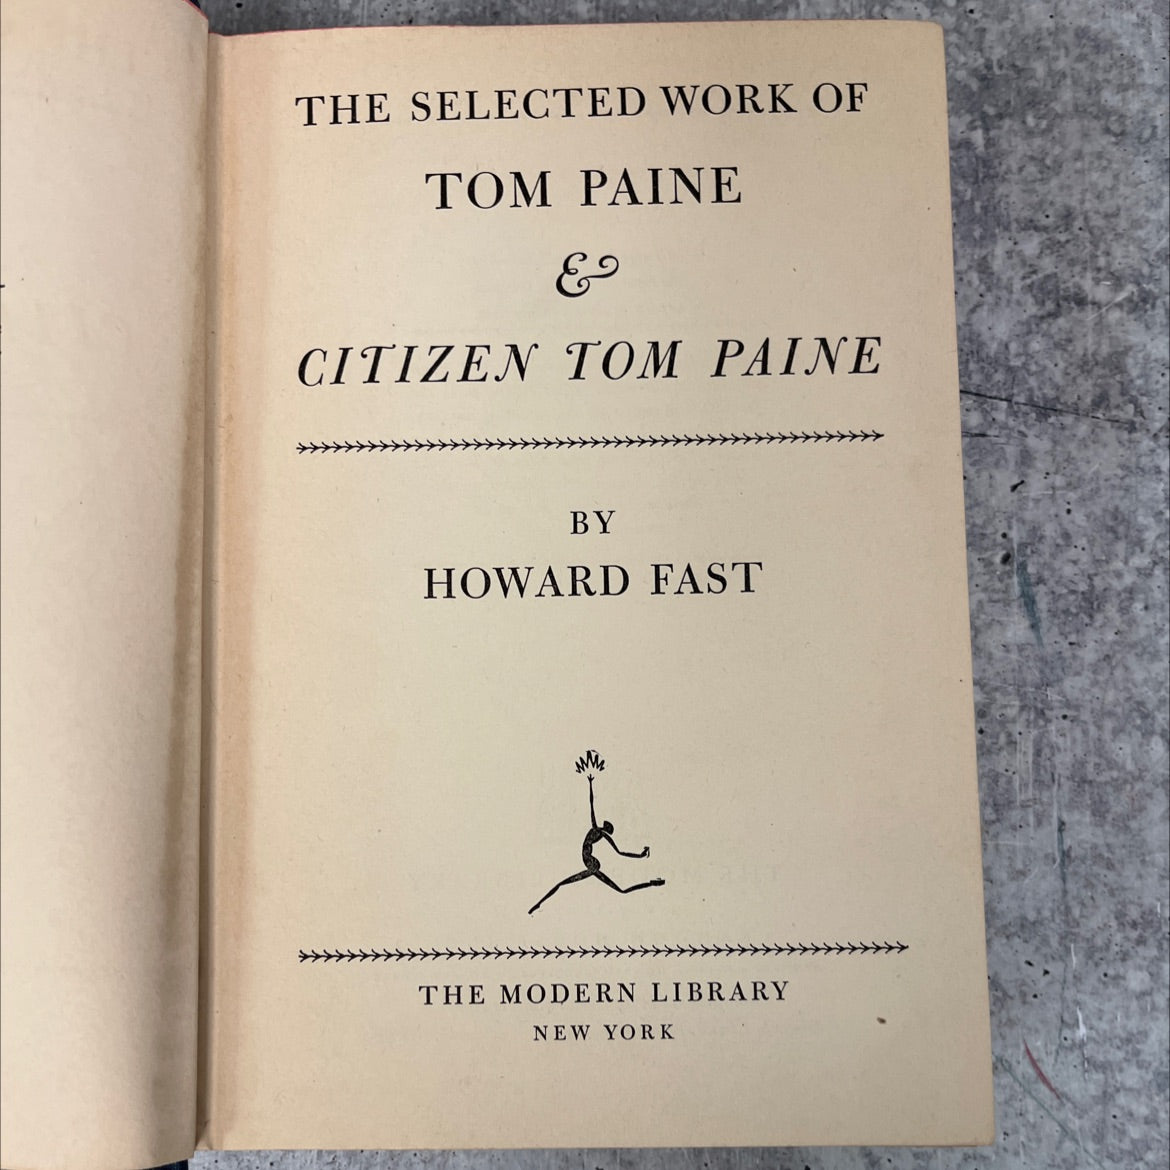 THE SELECTED WORK OF
TOM PAINE
&
CITIZEN TOM PAINE
BY
HOWARD FAST
THE MODERN LIBRARY
NEW YORK